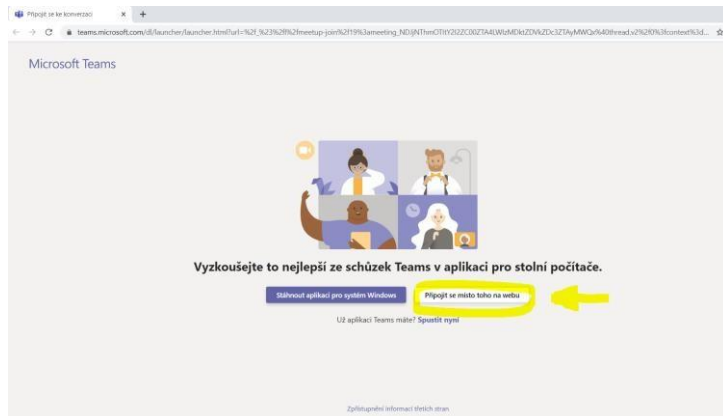 Připojit se ke konverzaci
Microsoft Teams
Vyzkoušejte to nejlepší ze schůzek Teams v aplikaci pro stolní počítače.
Stáhnout aplikaci pro systém Windows
Připojit se místo toho na webu
Už aplikaci Teams máte? Spustit nyní
Zpřístupnění informací třetích stran